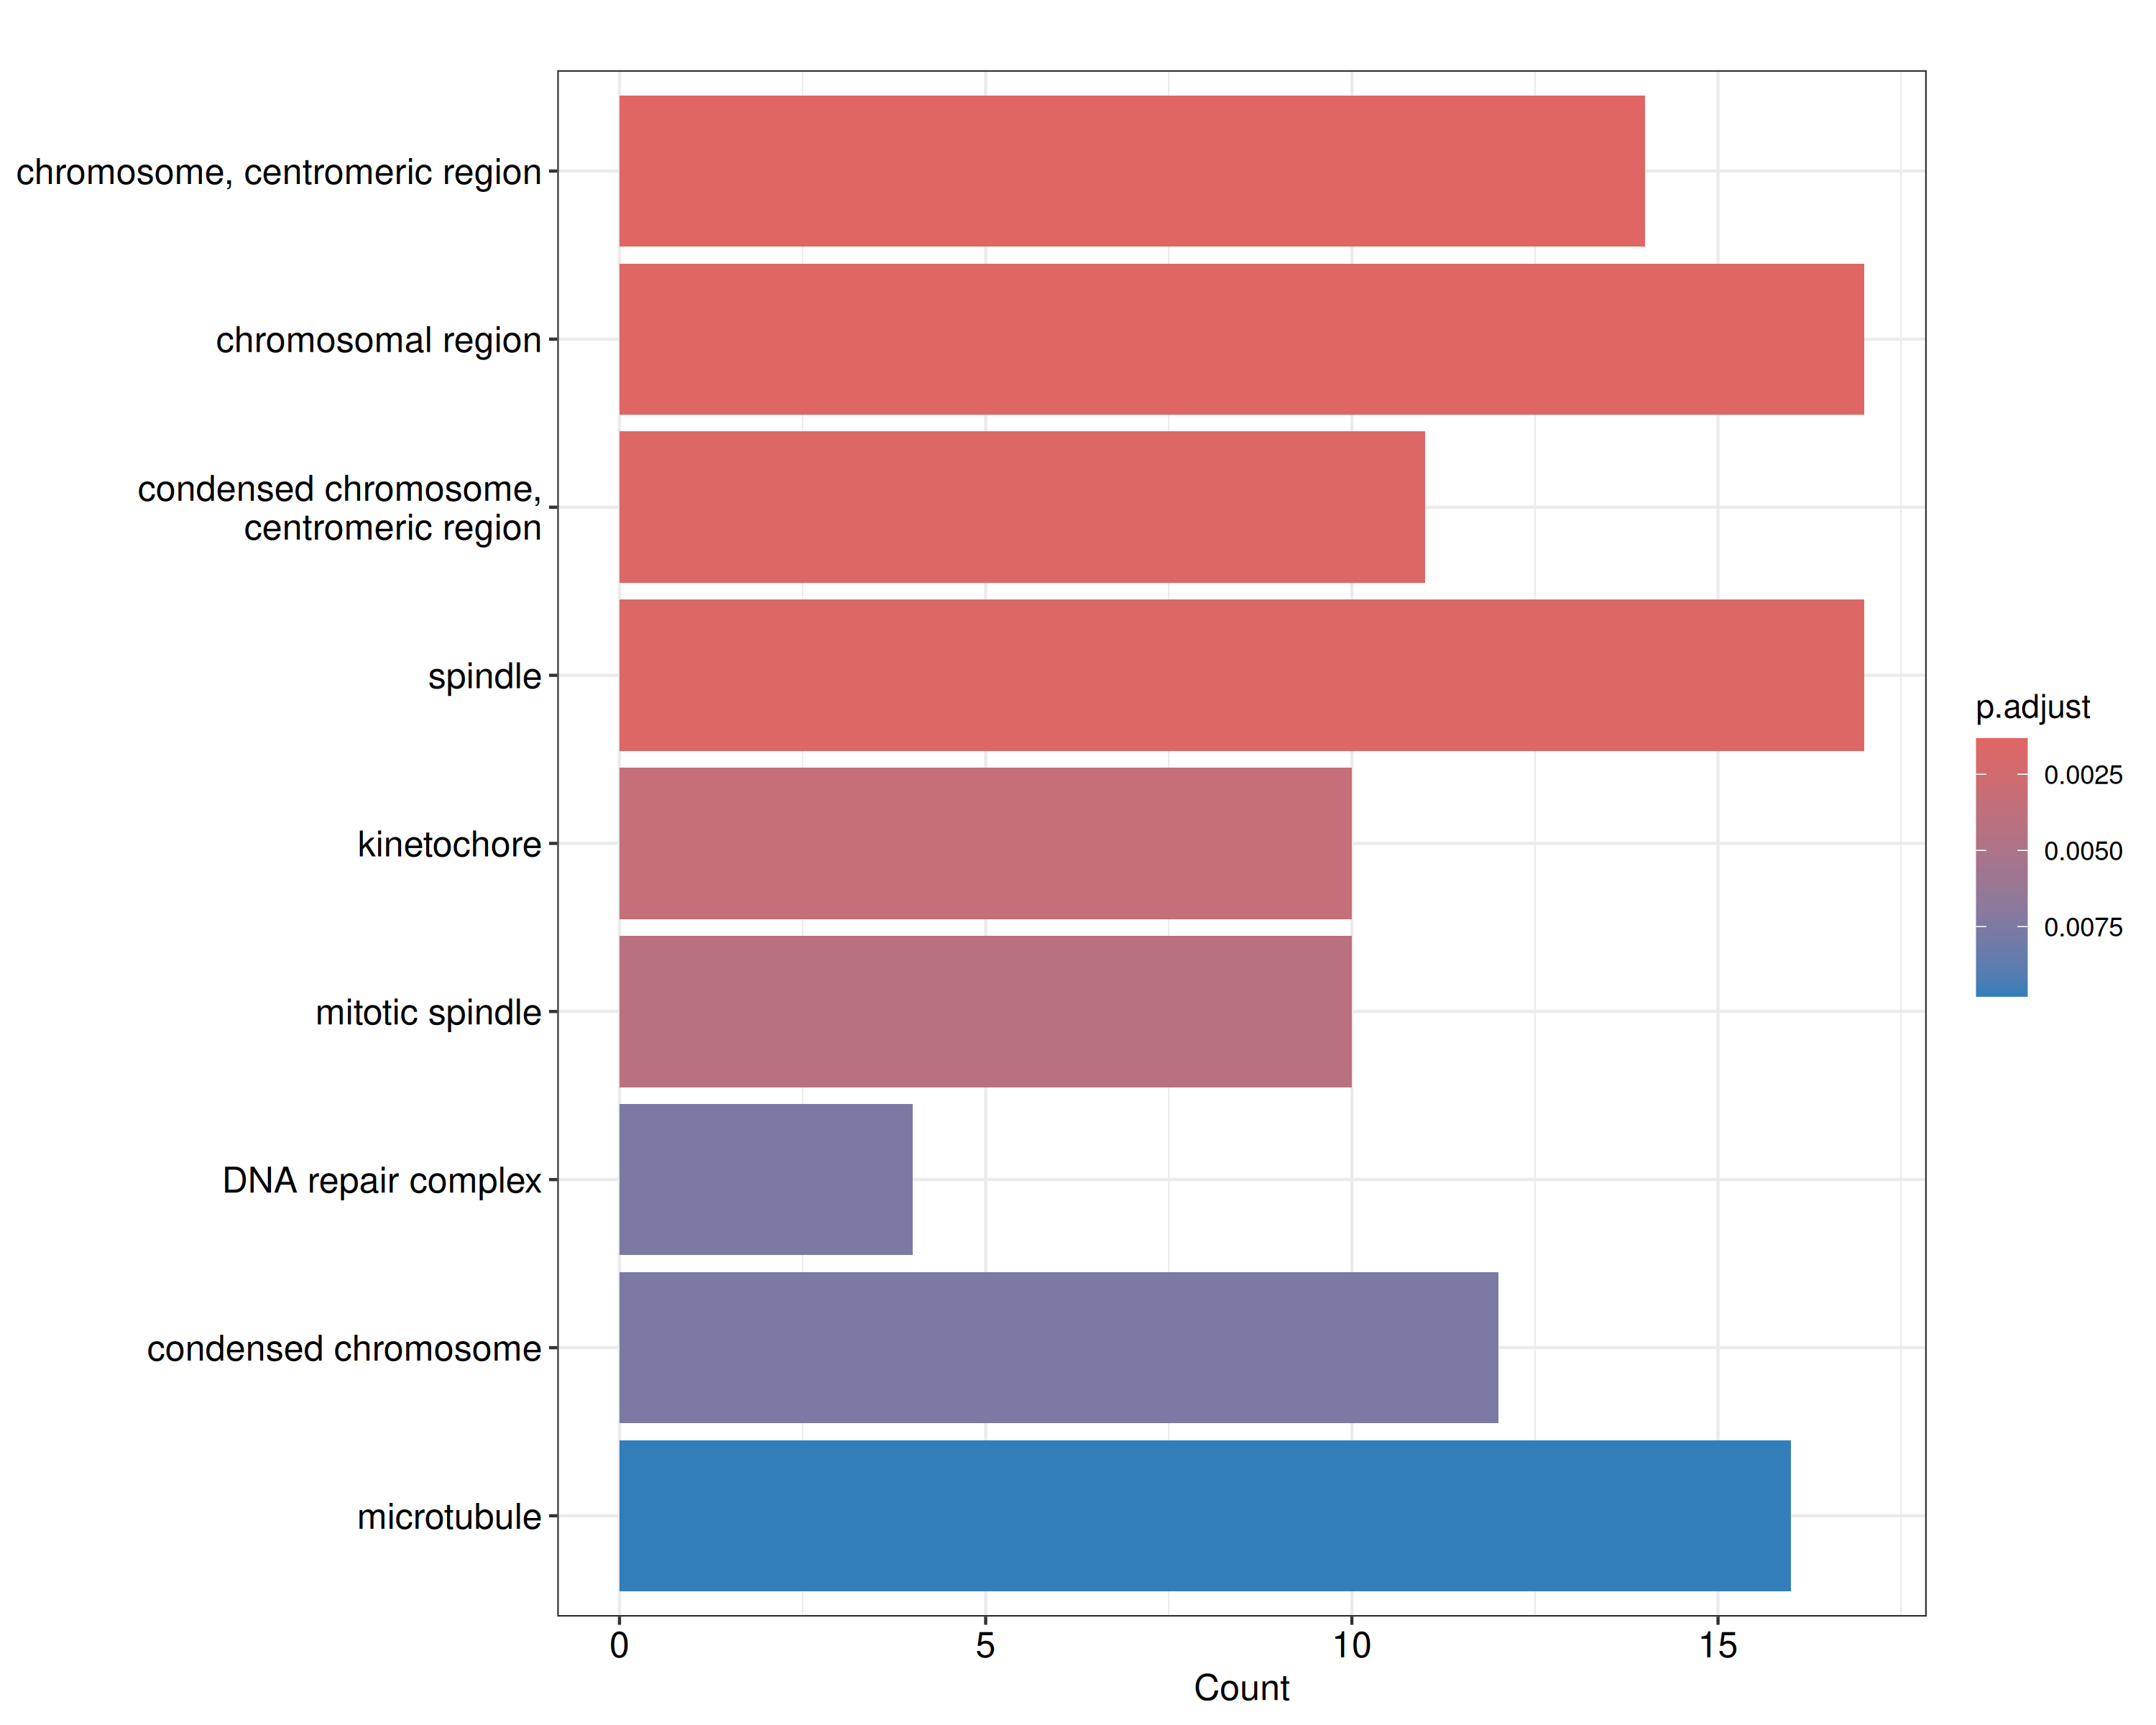 chromosome, centromeric region
chromosomal region
condensed chromosome,
centromeric region
spindle
kinetochore
mitotic spindle
DNA repair complex
condensed chromosome
microtubule
0
5
10
15
Count
p.adjust
0.0025
0.0050
0.0075